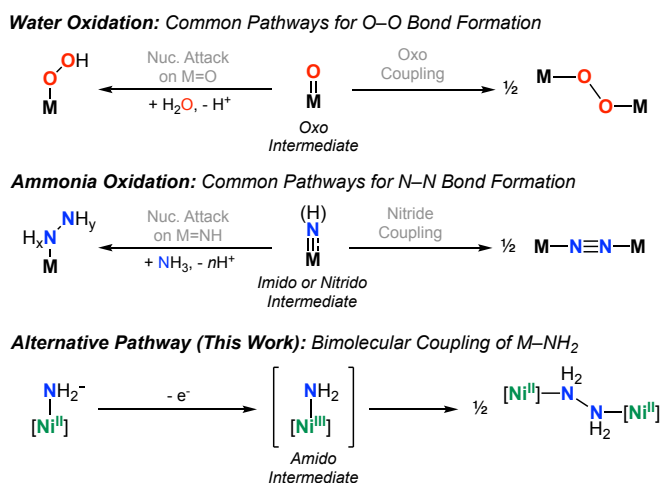 Water Oxidation: Common Pathways for O–O Bond Formation
OH
O
M
Nuc. Attack
on M=O
+ H₂O, - H⁺
O
M
Oxo
Intermediate
Oxo
Coupling
½
M
O
O
M
Ammonia Oxidation: Common Pathways for N–N Bond Formation
NHy
HₓN
M
Nuc. Attack
on M=NH
+ NH₃, - nH⁺
(H)
N
M
Imido or Nitrido
Intermediate
Nitride
Coupling
½
M–N≡N–M
Alternative Pathway (This Work): Bimolecular Coupling of M–NH₂
NH₂⁻
[Niᴵᴵ]
- e⁻
NH₂
[Niᴵᴵᴵ]
Amido
Intermediate
½
H₂
[Niᴵᴵ]
N
N
[Niᴵᴵ]
H₂